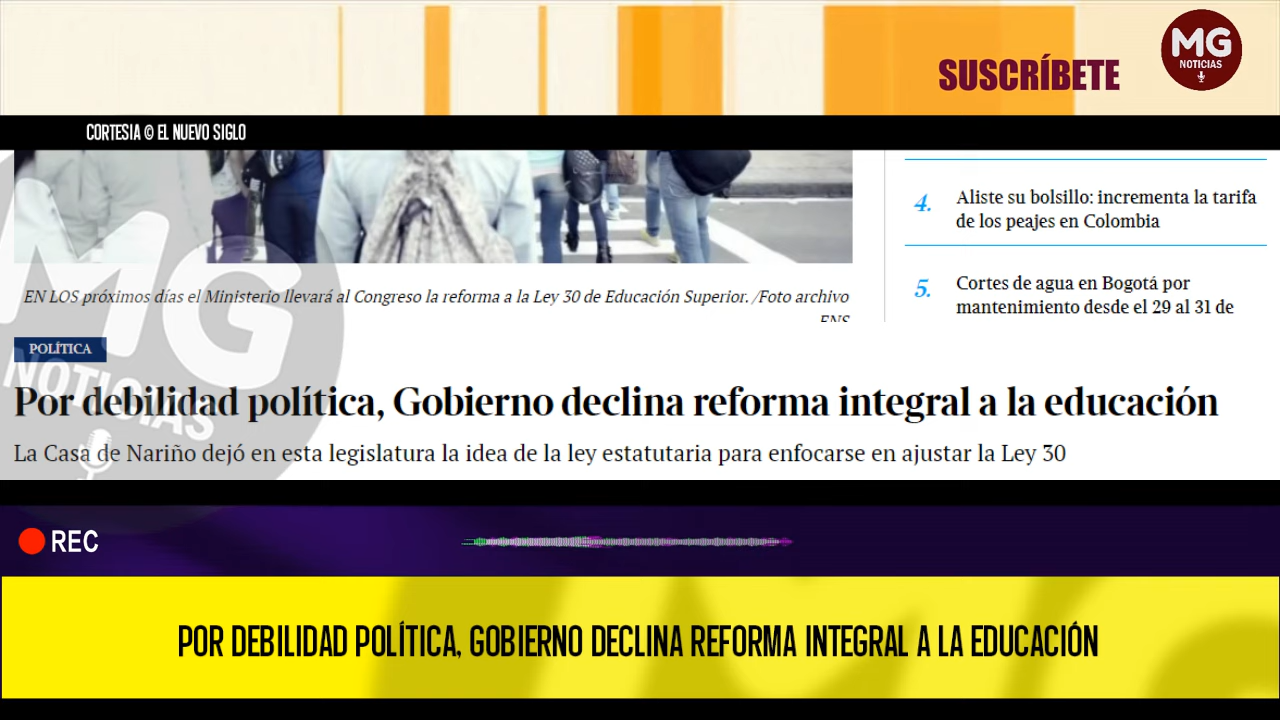 SUSCRÍBETE
MG
NOTICIAS
CORTESIA © EL NUEVO SIGLO
4. Aliste su bolsillo: incrementa la tarifa
de los peajes en Colombia
5. Cortes de agua en Bogotá por
mantenimiento desde el 29 al 31 de
EN LOS próximos días el Ministerio llevará al Congreso la reforma a la Ley 30 de Educación Superior. /Foto archivo
ENS
POLÍTICA
Por debilidad política, Gobierno declina reforma integral a la educación
La Casa de Nariño dejó en esta legislatura la idea de la ley estatutaria para enfocarse en ajustar la Ley 30
MG
NOTICIAS
REC
POR DEBILIDAD POLÍTICA, GOBIERNO DECLINA REFORMA INTEGRAL A LA EDUCACIÓN